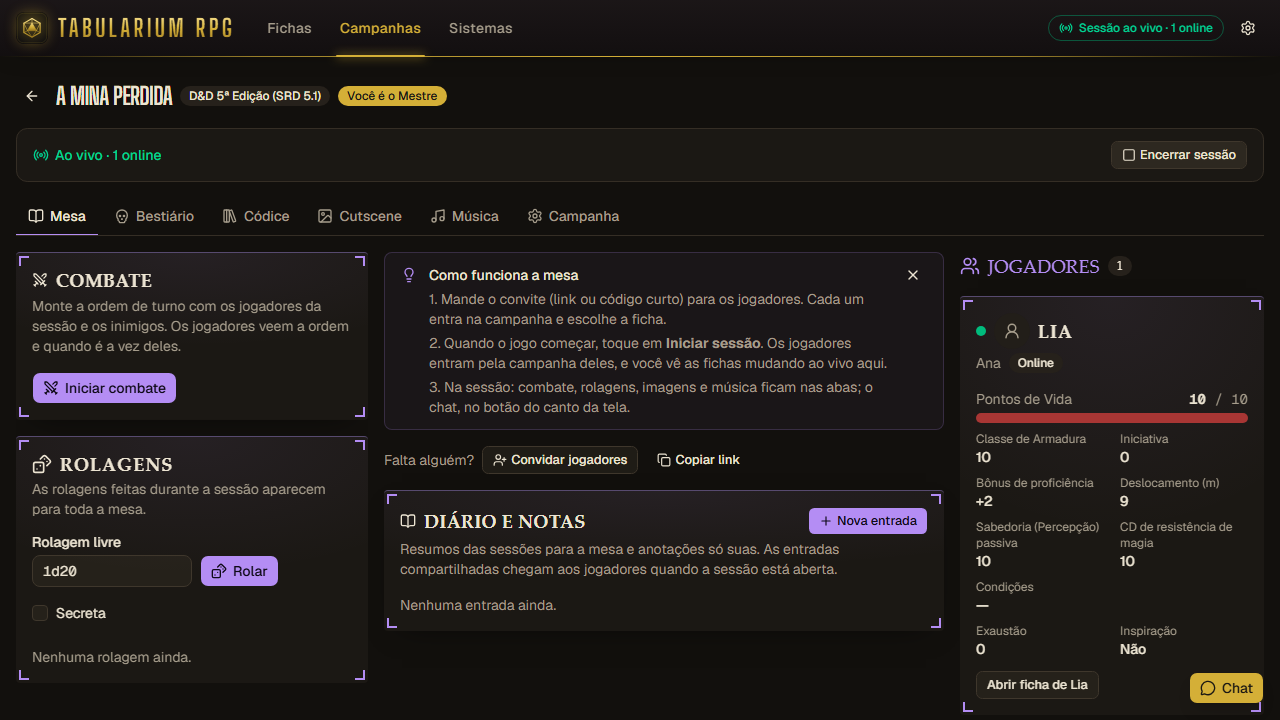 TABULARIUM RPG
Fichas
Campanhas
Sistemas
Sessão ao vivo · 1 online
A MINA PERDIDA
D&D 5ª Edição (SRD 5.1)
Você é o Mestre
Ao vivo · 1 online
Encerrar sessão
Mesa
Bestiário
Códice
Cutscene
Música
Campanha
COMBATE
Monte a ordem de turno com os jogadores da
sessão e os inimigos. Os jogadores veem a ordem
e quando é a vez deles.
Iniciar combate
ROLAGENS
As rolagens feitas durante a sessão aparecem
para toda a mesa.
Rolagem livre
1d20
Rolar
Secreta
Nenhuma rolagem ainda.
Como funciona a mesa
1. Mande o convite (link ou código curto) para os jogadores. Cada um
entra na campanha e escolhe a ficha.
2. Quando o jogo começar, toque em Iniciar sessão. Os jogadores
entram pela campanha deles, e você vê as fichas mudando ao vivo aqui.
3. Na sessão: combate, rolagens, imagens e música ficam nas abas; o
chat, no botão do canto da tela.
Falta alguém?
Convidar jogadores
Copiar link
DIÁRIO E NOTAS
Nova entrada
Resumos das sessões para a mesa e anotações só suas. As entradas
compartilhadas chegam aos jogadores quando a sessão está aberta.
Nenhuma entrada ainda.
JOGADORES
1
LIA
Ana
Online
Pontos de Vida
10 / 10
Classe de Armadura
10
Iniciativa
0
Bônus de proficiência
+2
Deslocamento (m)
9
Sabedoria (Percepção)
passiva
10
CD de resistência de
magia
10
Condições
—
Exaustão
0
Inspiração
Não
Abrir ficha de Lia
Chat